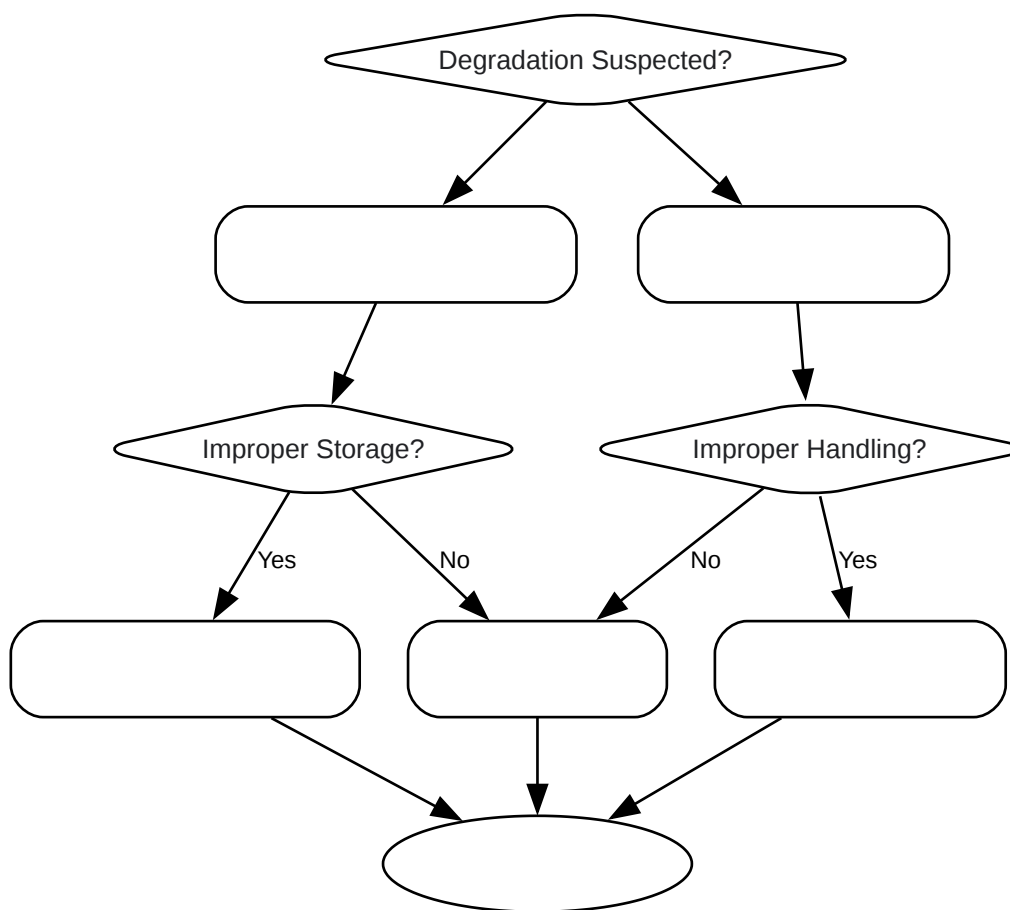 Degradation Suspected?
Improper Storage?
Improper Handling?
Yes
No
No
Yes